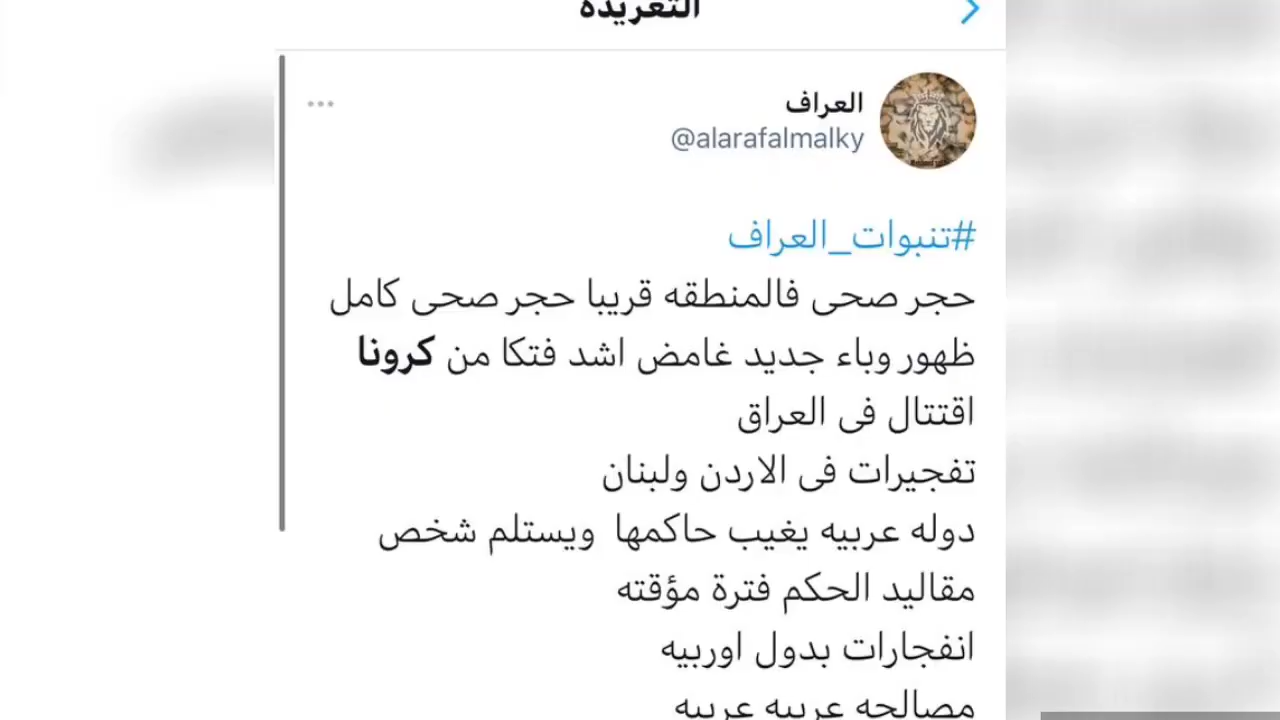 التغريدة
العراف
@alarafalmalky
#تنبوات_العراف
حجر صحى فالمنطقه قريبا حجر صحى كامل
ظهور وباء جديد غامض اشد فتكا من كرونا
اقتتال فى العراق
تفجيرات فى الاردن ولبنان
دوله عربيه يغيب حاكمها ويستلم شخص
مقاليد الحكم فترة مؤقته
انفجارات بدول اوربيه
مصالحه عربيه عربيه